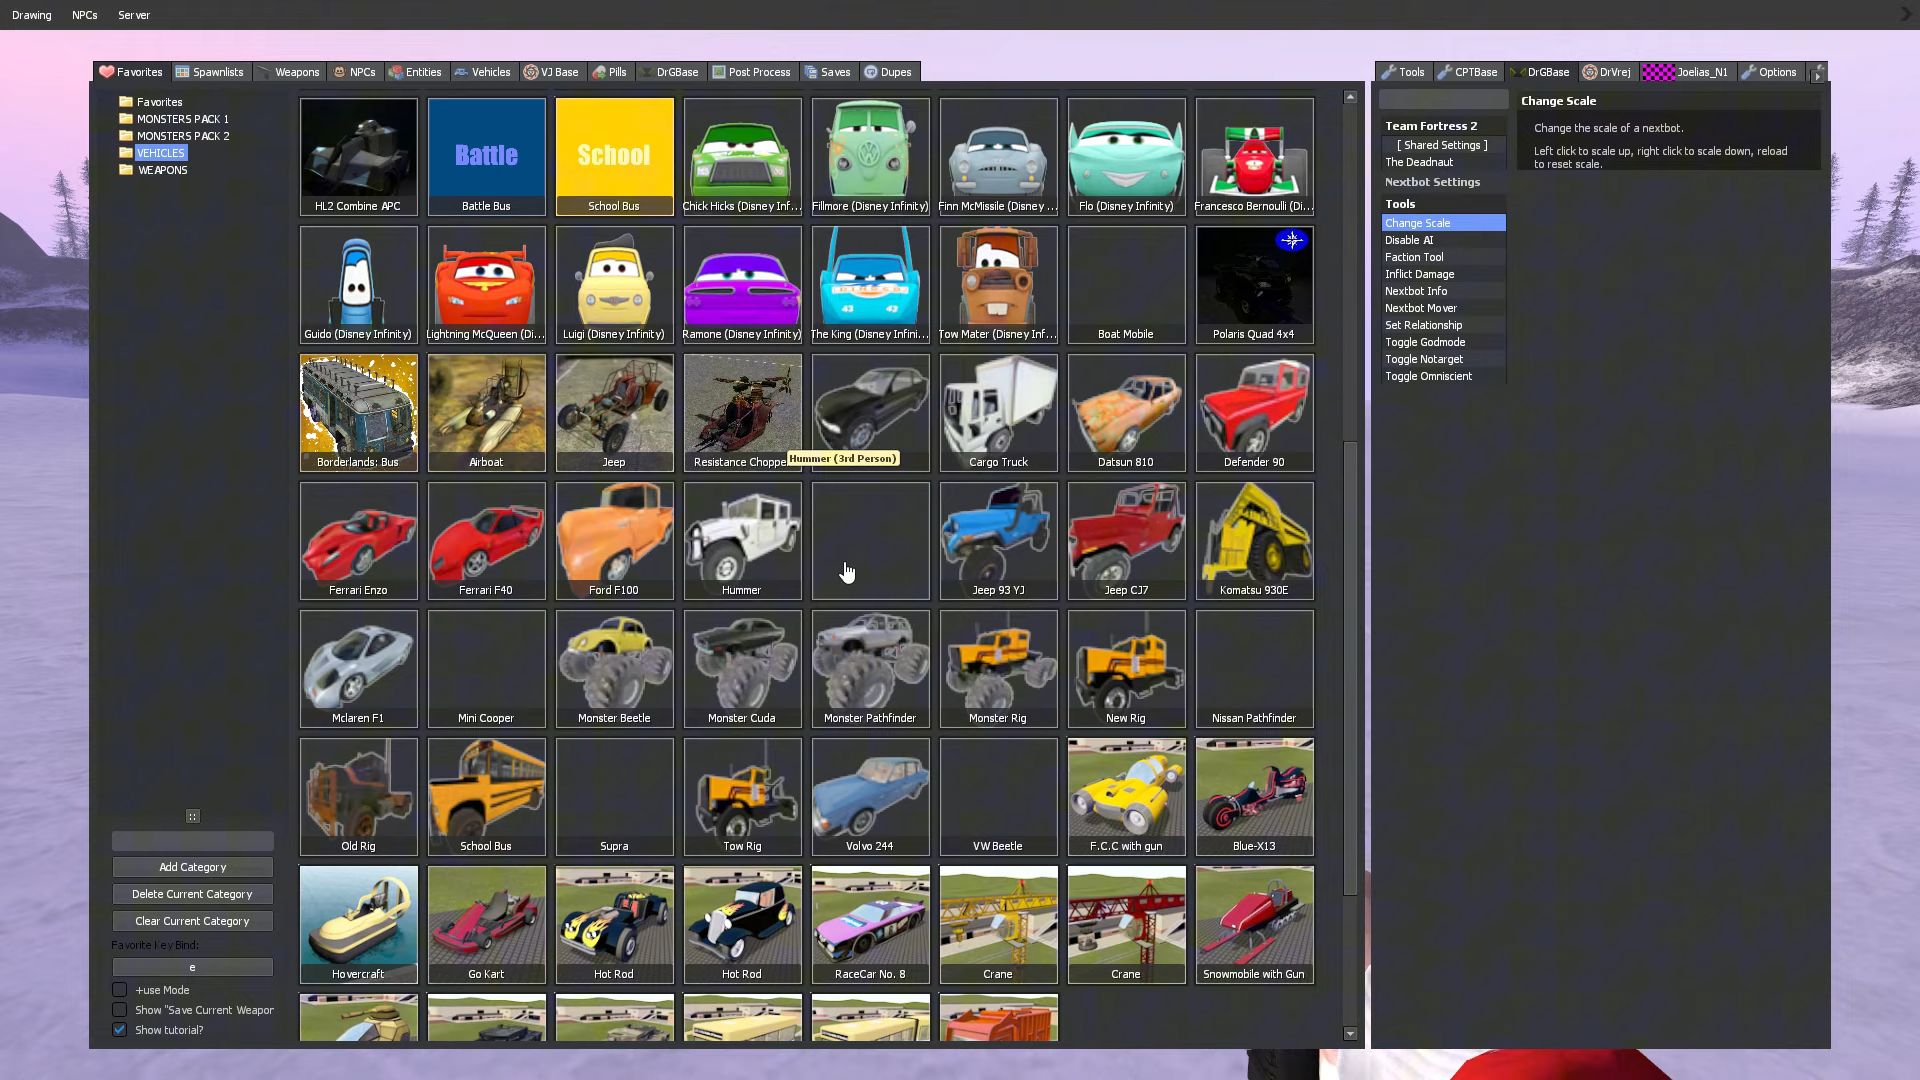 Drawing NPCs Server
Favorites Spawnlists Weapons NPCs Entities Vehicles VJ Base Pills DrGBase Post Process Saves Dupes
Tools CPTBase DrGBase DrVrej Joelias_N1 Options
Favorites
MONSTERS PACK 1
MONSTERS PACK 2
VEHICLES
WEAPONS
Battle
School
HL2 Combine APC
Battle Bus
School Bus
Chick Hicks (Disney Inf...
Fillmore (Disney Infinity)
Finn McMissile (Disney ...
Flo (Disney Infinity)
Francesco Bernoulli (Di...
Guido (Disney Infinity)
Lightning McQueen (Di...
Luigi (Disney Infinity)
Ramone (Disney Infinity)
The King (Disney Infini...
Tow Mater (Disney Inf...
Boat Mobile
Polaris Quad 4x4
Borderlands: Bus
Airboat
Jeep
Resistance Choppe
Hummer (3rd Person)
Cargo Truck
Datsun 810
Defender 90
Ferrari Enzo
Ferrari F40
Ford F100
Hummer
Jeep 93 YJ
Jeep CJ7
Komatsu 930E
Mclaren F1
Mini Cooper
Monster Beetle
Monster Cuda
Monster Pathfinder
Monster Rig
New Rig
Nissan Pathfinder
Old Rig
School Bus
Supra
Tow Rig
Volvo 244
VW Beetle
F.C.C with gun
Blue-X13
Hovercraft
Go Kart
Hot Rod
Hot Rod
RaceCar No. 8
Crane
Crane
Snowmobile with Gun
Add Category
Delete Current Category
Clear Current Category
Favorite Key Bind:
e
+use Mode
Show "Save Current Weapon
Show tutorial?
Team Fortress 2
[ Shared Settings ]
The Deadnaut
Nextbot Settings
Tools
Change Scale
Disable AI
Faction Tool
Inflict Damage
Nextbot Info
Nextbot Mover
Set Relationship
Toggle Godmode
Toggle Notarget
Toggle Omniscient
Change Scale
Change the scale of a nextbot.
Left click to scale up, right click to scale down, reload
to reset scale.